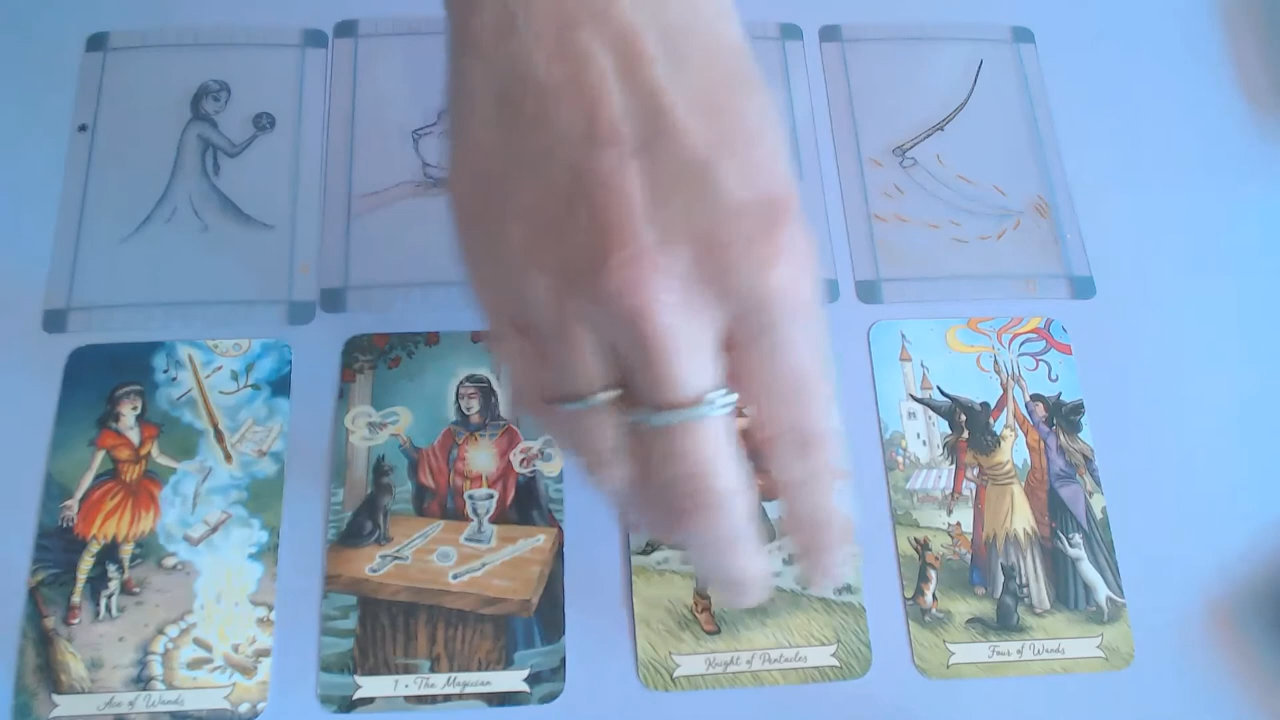 Ace of Wands
1 • The Magician
Knight of Pentacles
Four of Wands